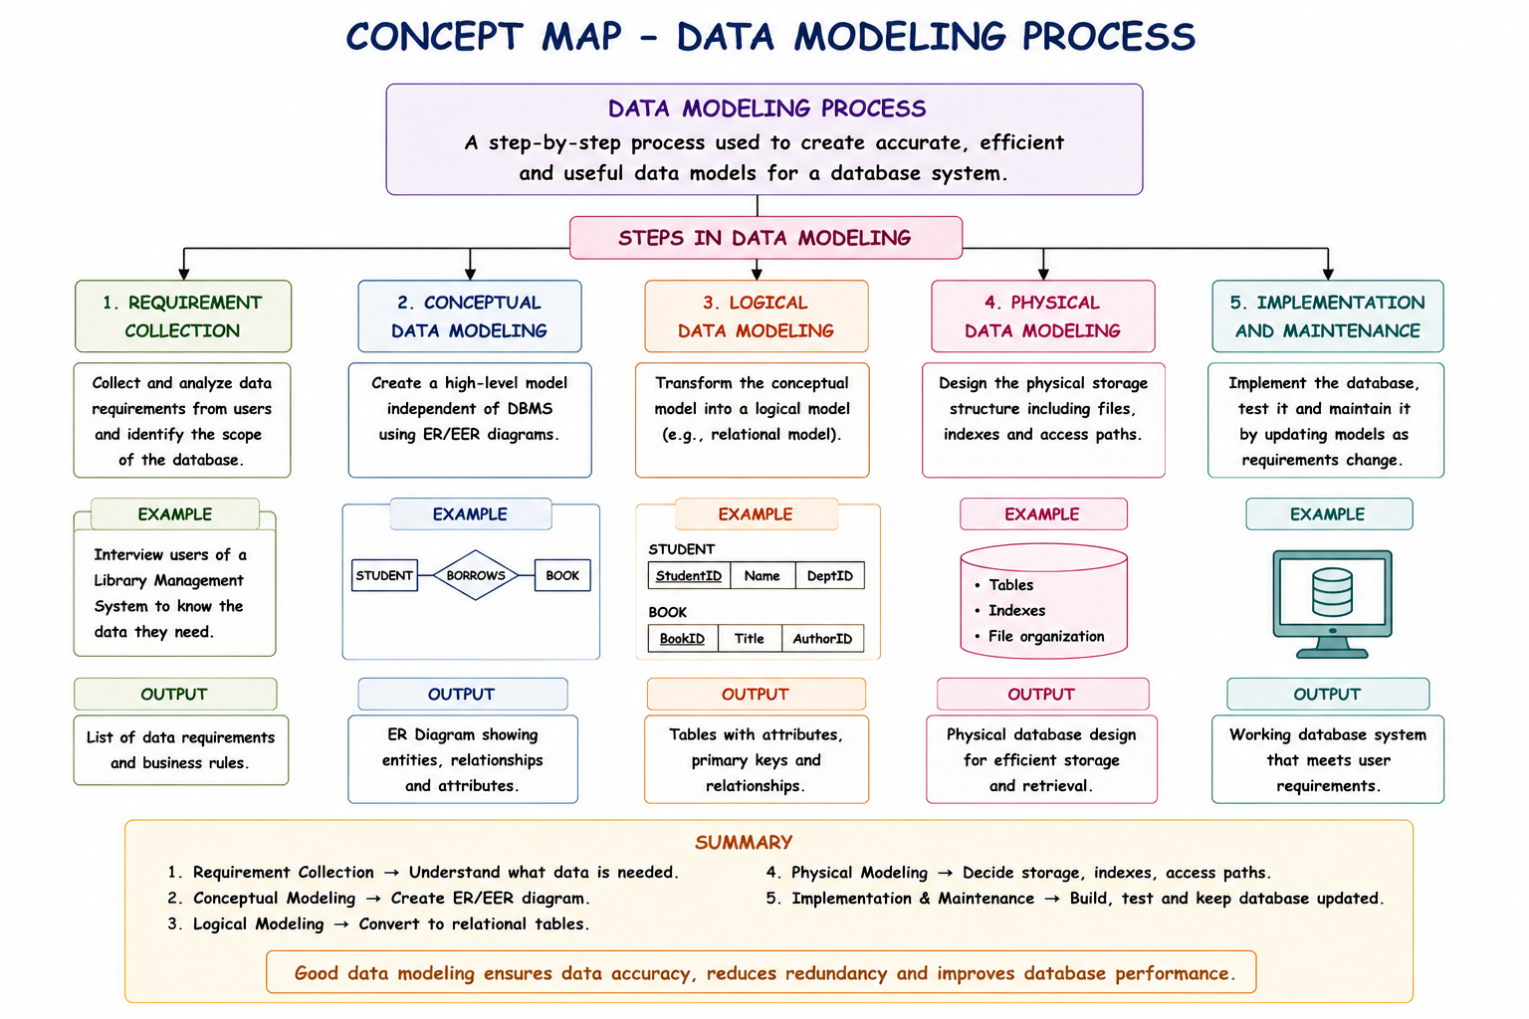 CONCEPT MAP – DATA MODELING PROCESS
DATA MODELING PROCESS
A step-by-step process used to create accurate, efficient
and useful data models for a database system.
STEPS IN DATA MODELING
1. REQUIREMENT
COLLECTION
Collect and analyze data
requirements from users
and identify the scope
of the database.
EXAMPLE
Interview users of a
Library Management
System to know the
data they need.
OUTPUT
List of data requirements
and business rules.
2. CONCEPTUAL
DATA MODELING
Create a high-level model
independent of DBMS
using ER/EER diagrams.
EXAMPLE
STUDENT BORROWS BOOK
OUTPUT
ER Diagram showing
entities, relationships
and attributes.
3. LOGICAL
DATA MODELING
Transform the conceptual
model into a logical model
(e.g., relational model).
EXAMPLE
STUDENT
StudentID Name DeptID
BOOK
BookID Title AuthorID
OUTPUT
Tables with attributes,
primary keys and
relationships.
4. PHYSICAL
DATA MODELING
Design the physical storage
structure including files,
indexes and access paths.
EXAMPLE
• Tables
• Indexes
• File organization
OUTPUT
Physical database design
for efficient storage
and retrieval.
5. IMPLEMENTATION
AND MAINTENANCE
Implement the database,
test it and maintain it
by updating models as
requirements change.
EXAMPLE
OUTPUT
Working database system
that meets user
requirements.
SUMMARY
1. Requirement Collection → Understand what data is needed.
2. Conceptual Modeling → Create ER/EER diagram.
3. Logical Modeling → Convert to relational tables.
4. Physical Modeling → Decide storage, indexes, access paths.
5. Implementation & Maintenance → Build, test and keep database updated.
Good data modeling ensures data accuracy, reduces redundancy and improves database performance.